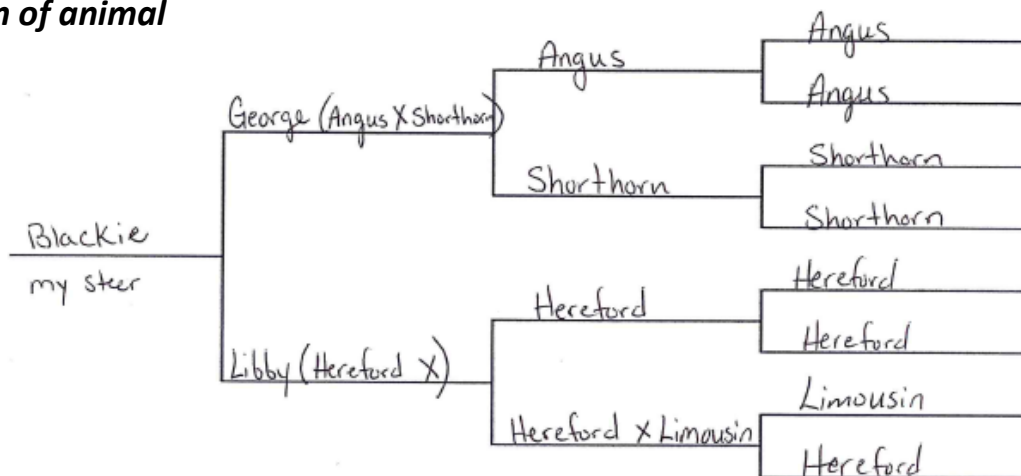 n of animal
Angus
Angus
Angus
George (Angus X Shorthorn)
Shorthorn
Shorthorn
Shorthorn
Blackie
my steer
Hereford
Hereford
Hereford
Libby (Hereford X)
Limousin
Hereford X Limousin
Hereford